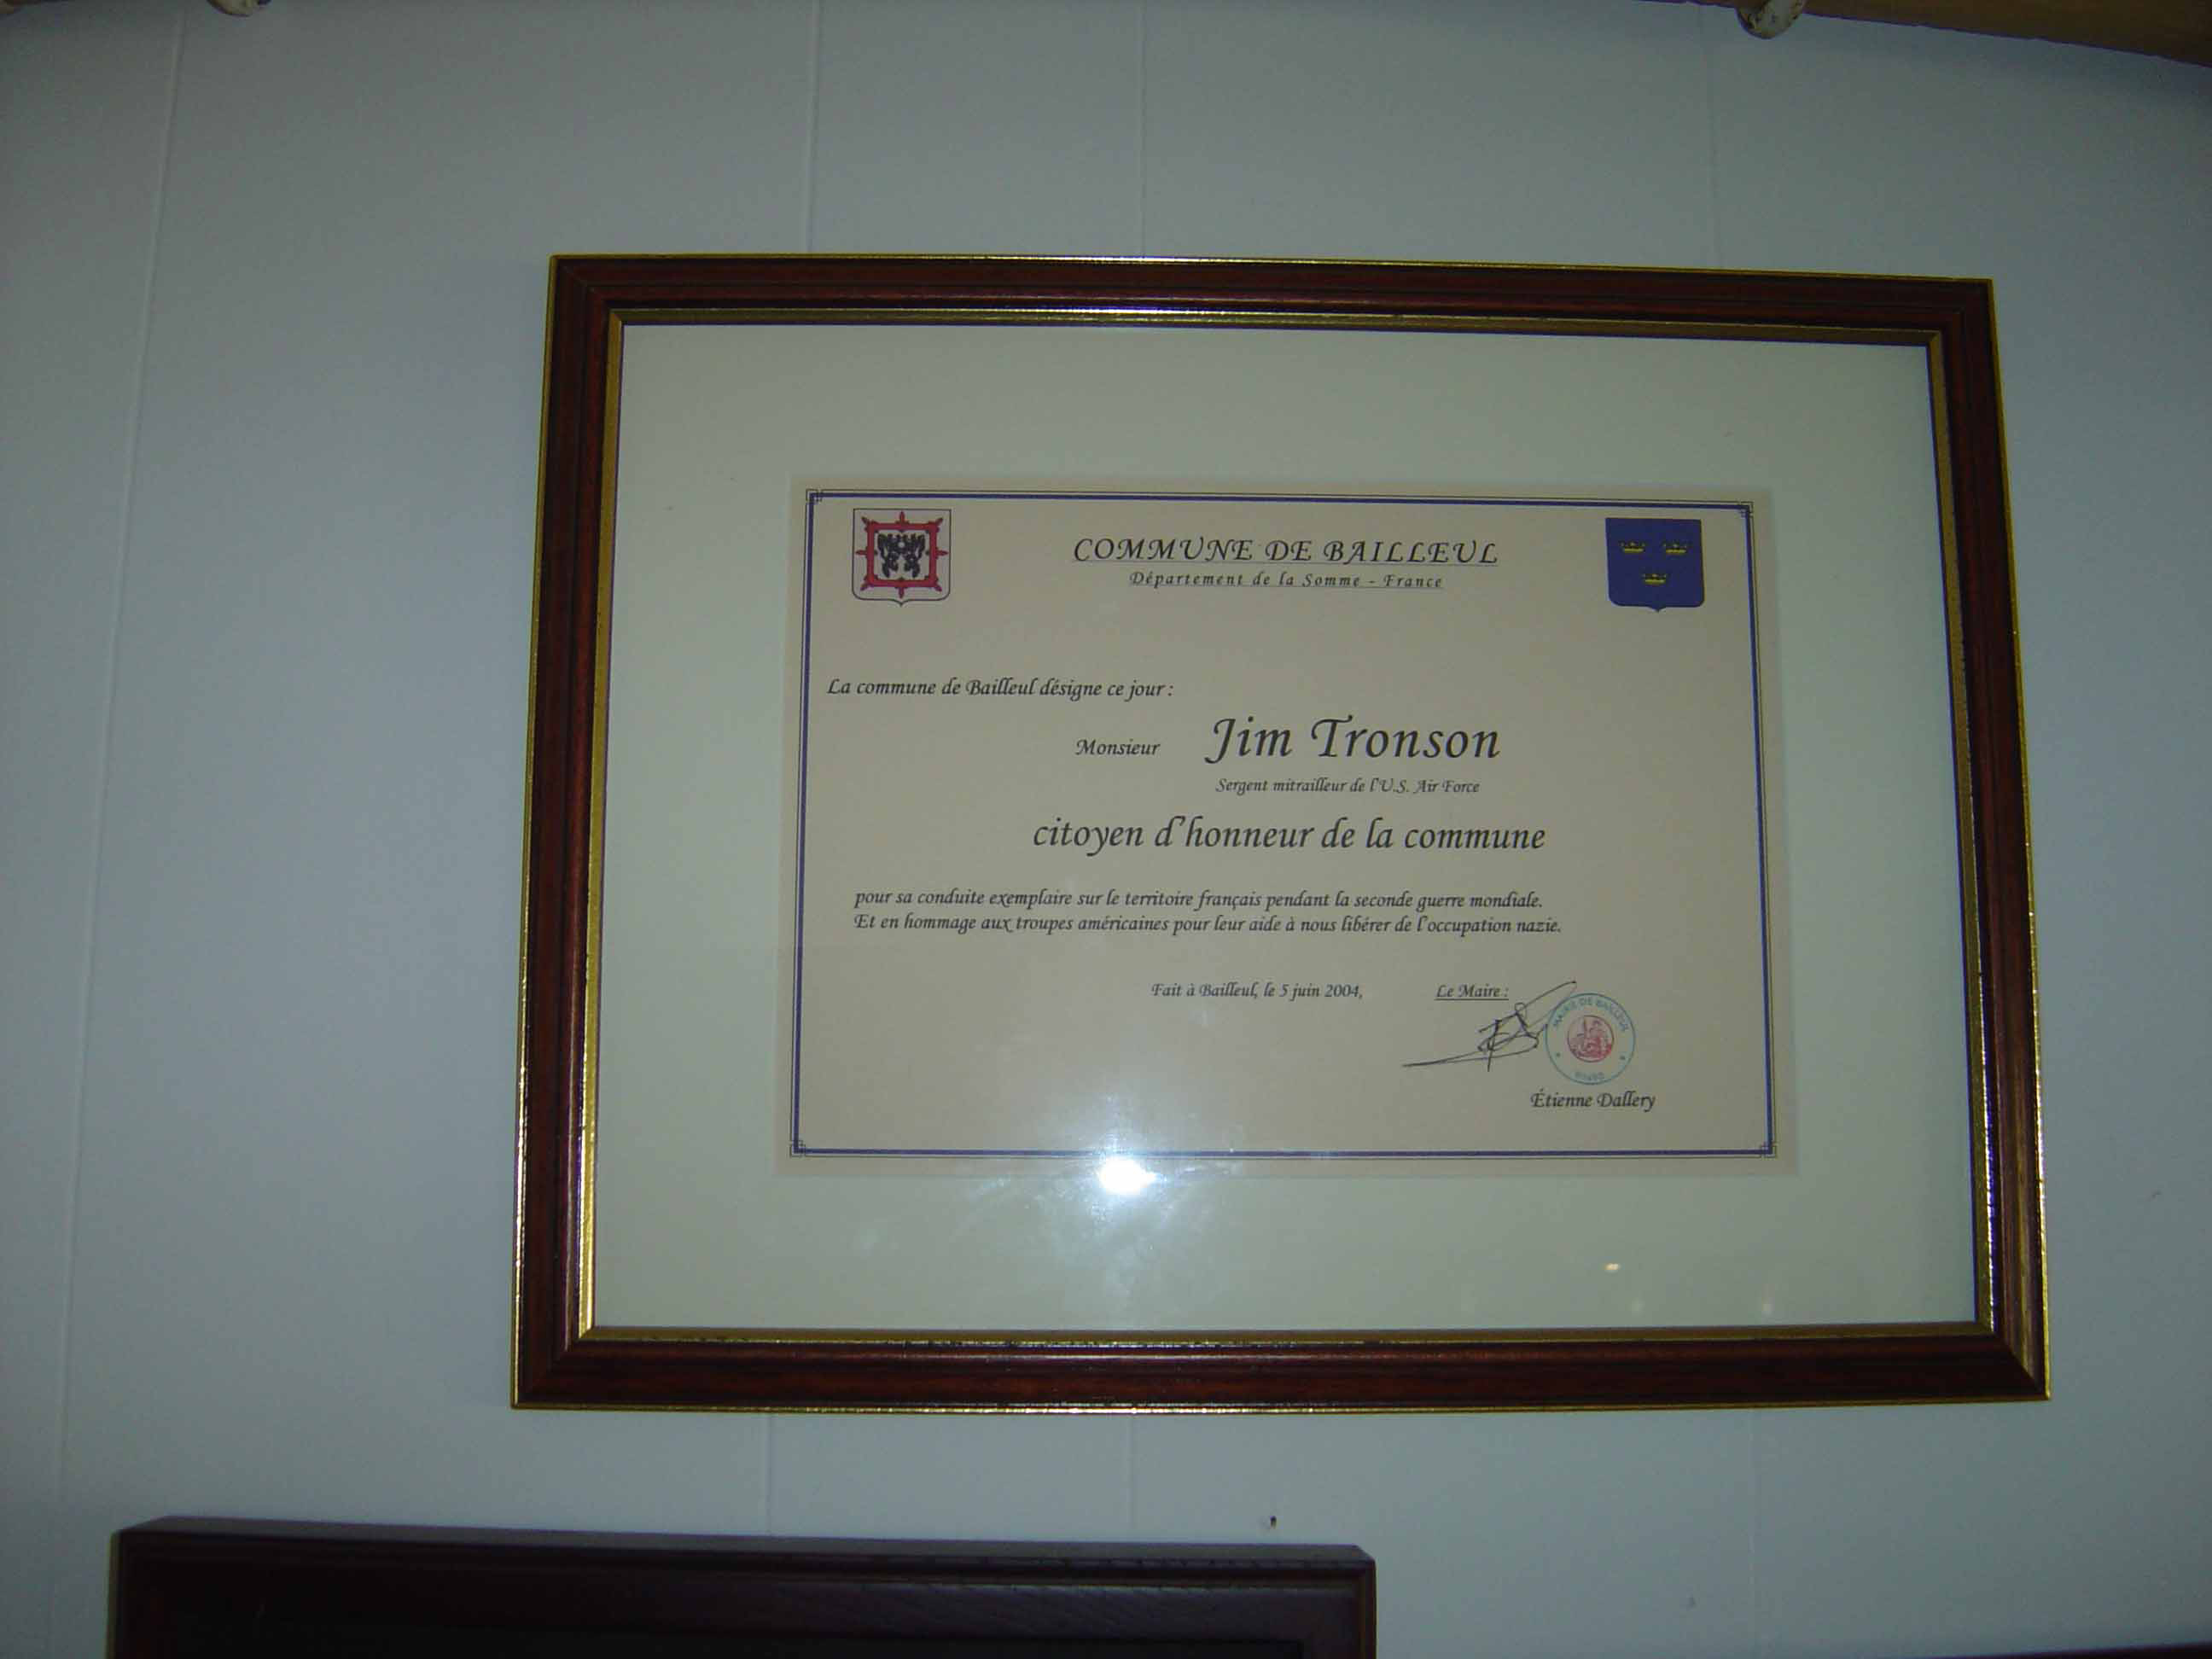 COMMUNE DE BAILLEUL
Département de la Somme - France
La commune de Bailleul désigne ce jour :
Monsieur Jim Tronson
Sergent mitrailleur de l'U.S. Air Force
citoyen d'honneur de la commune
pour sa conduite exemplaire sur le territoire français pendant la seconde guerre mondiale.
Et en hommage aux troupes américaines pour leur aide à nous libérer de l'occupation nazie.
Fait à Bailleul, le 5 juin 2004, Le Maire :
MAIRIE DE BAILLEUL
Étienne Dallery